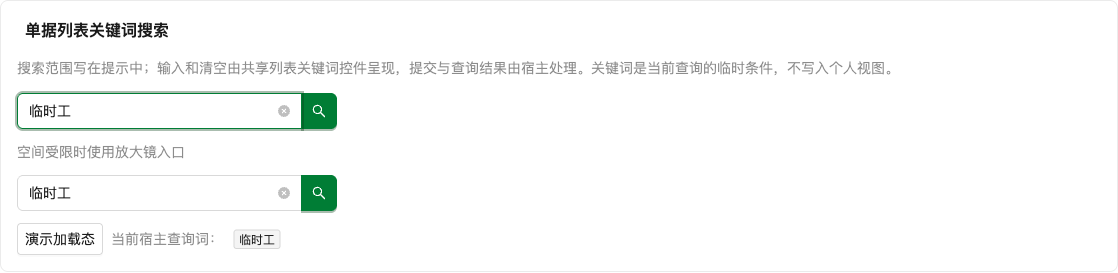 单据列表关键词搜索
搜索范围写在提示中；输入和清空由共享列表关键词控件呈现，提交与查询结果由宿主处理。关键词是当前查询的临时条件，不写入个人视图。
临时工
空间受限时使用放大镜入口
临时工
演示加载态 当前宿主查询词： 临时工